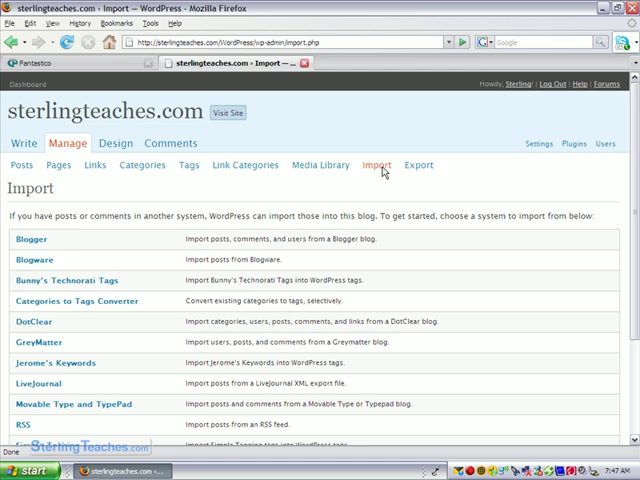 sterlingteaches.com › Import — WordPress - Mozilla Firefox
File Edit View History Bookmarks Tools Help
http://sterlingteaches.com/WordPress/wp-admin/import.php
Google
Fantastico
sterlingteaches.com › Import — ...
Dashboard
Howdy, Sterling! | Log Out | Help | Forums
sterlingteaches.com
Visit Site
Write Manage Design Comments
Settings Plugins Users
Posts Pages Links Categories Tags Link Categories Media Library Import Export
Import
If you have posts or comments in another system, WordPress can import those into this blog. To get started, choose a system to import from below:
Blogger Import posts, comments, and users from a Blogger blog.
Blogware Import posts from Blogware.
Bunny's Technorati Tags Import Bunny's Technorati Tags into WordPress tags.
Categories to Tags Converter Convert existing categories to tags, selectively.
DotClear Import categories, users, posts, comments, and links from a DotClear blog.
GreyMatter Import users, posts, and comments from a Greymatter blog.
Jerome's Keywords Import Jerome's Keywords into WordPress tags.
LiveJournal Import posts from a LiveJournal XML export file.
Movable Type and TypePad Import posts and comments from a Movable Type or Typepad blog.
RSS Import posts from an RSS feed.
Import Simple Tagging tags into WordPress tags.
Done
SterlingTeaches.com
start
sterlingteaches.com ›...
7:47 AM